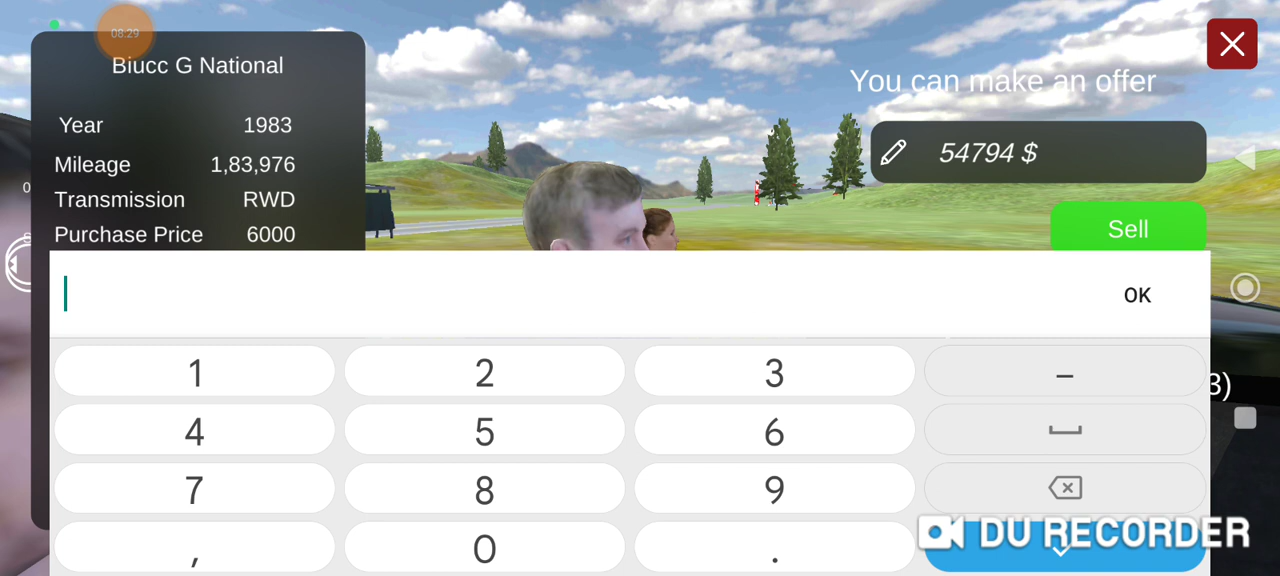 08:29
Biucc G National
You can make an offer
Year 1983
54794 $
Mileage 1,83,976
Transmission RWD
Sell
Purchase Price 6000
OK
1 2 3 –
4 5 6
3)
7 8 9
, 0 .
DU RECORDER